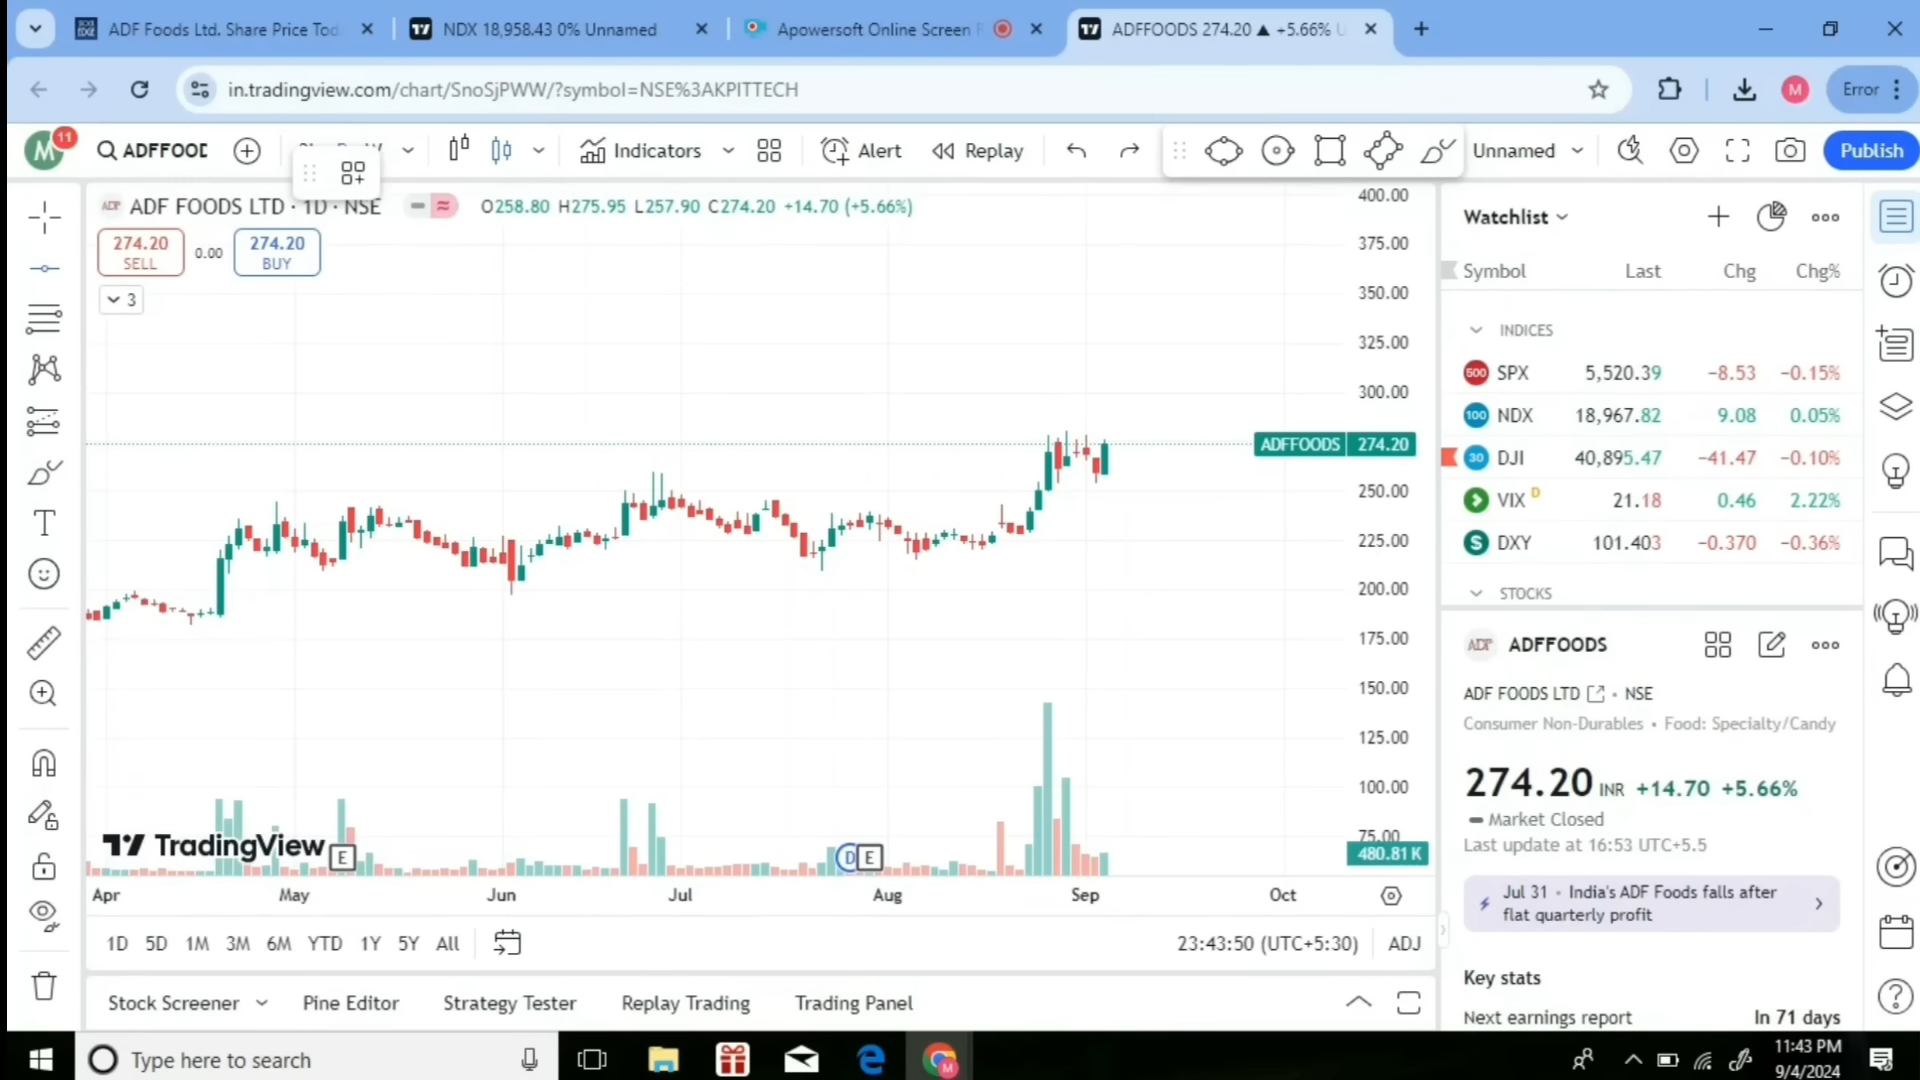 ADF Foods Ltd. Share Price Tod
NDX 18,958.43 0% Unnamed
Apowersoft Online Screen R
ADFFOODS 274.20 ▲ +5.66% U
in.tradingview.com/chart/SnoSjPWW/?symbol=NSE%3AKPITTECH
M
Error
M 11
ADFFOOD
Indicators
Alert
Replay
Unnamed
Publish
ADF FOODS LTD · 1D · NSE
O258.80 H275.95 L257.90 C274.20 +14.70 (+5.66%)
274.20 SELL
0.00
274.20 BUY
3
400.00
375.00
350.00
325.00
300.00
ADFFOODS 274.20
250.00
225.00
200.00
175.00
150.00
125.00
100.00
75.00
480.81 K
TradingView
E
D E
Apr May Jun Jul Aug Sep Oct
1D 5D 1M 3M 6M YTD 1Y 5Y All
23:43:50 (UTC+5:30) ADJ
Stock Screener Pine Editor Strategy Tester Replay Trading Trading Panel
Watchlist
Symbol Last Chg Chg%
INDICES
500 SPX 5,520.39 −8.53 −0.15%
100 NDX 18,967.82 9.08 0.05%
30 DJI 40,895.47 −41.47 −0.10%
VIX D 21.18 0.46 2.22%
S DXY 101.403 −0.370 −0.36%
STOCKS
ADF ADFFOODS
ADF FOODS LTD · NSE
Consumer Non-Durables • Food: Specialty/Candy
274.20 INR +14.70 +5.66%
Market Closed
Last update at 16:53 UTC+5.5
Jul 31 · India's ADF Foods falls after
flat quarterly profit
Key stats
Next earnings report In 71 days
Type here to search
11:43 PM
9/4/2024